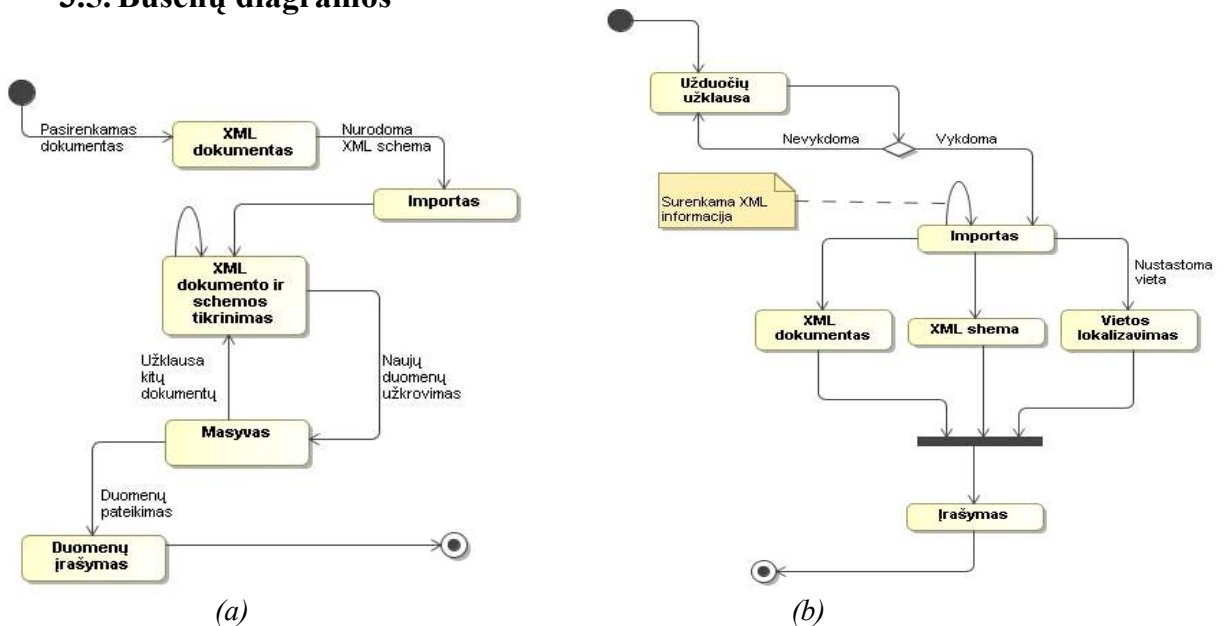 3.3. Būsenų diagramos
Pasirenkamas
dokumentas
XML
dokumentas
Nurodoma
XML schema
Importas
XML
dokumento ir
schemos
tikrinimas
Užklausa
kitų
dokumentų
Naujų
duomenų
užkrovimas
Masyvas
Duomenų
pateikimas
Duomenų
įrašymas
(a)
Užduočių
užklausa
Nevykdoma
Vykdoma
Surenkama XML
informacija
Importas
Nustastoma
vieta
XML
dokumentas
XML shema
Vietos
lokalizavimas
Įrašymas
(b)